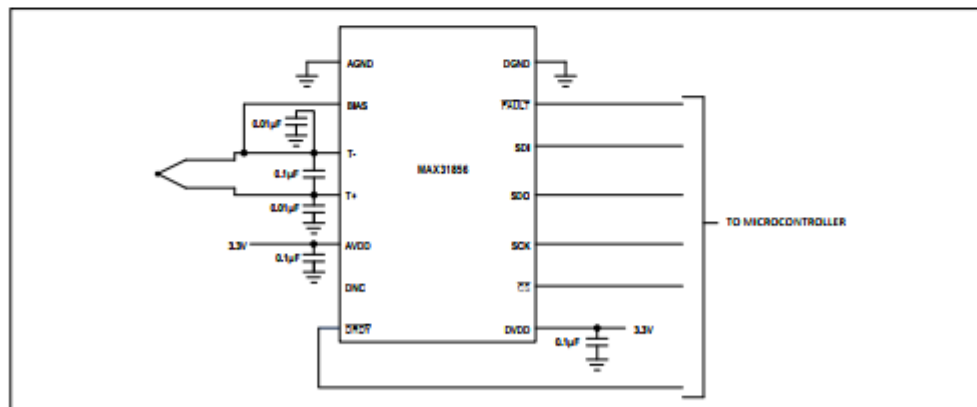 AGND
DGND
BIAS
FAULT
0.01µF
T-
SDI
0.1µF
MAX31856
T+
SDO
0.01µF
TO MICROCONTROLLER
3.3V
AVDD
SCK
0.1µF
DNC
CS
DRDY
DVDD
3.3V
0.1µF